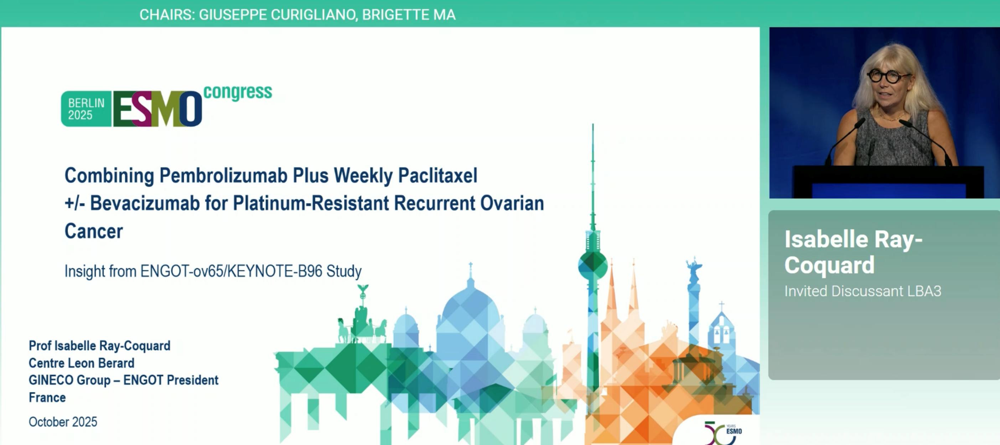 CHAIRS: GIUSEPPE CURIGLIANO, BRIGETTE MA
BERLIN
2025
ESMO
congress
Combining Pembrolizumab Plus Weekly Paclitaxel
+/- Bevacizumab for Platinum-Resistant Recurrent Ovarian
Cancer
Insight from ENGOT-ov65/KEYNOTE-B96 Study
Prof Isabelle Ray-Coquard
Centre Leon Berard
GINECO Group – ENGOT President
France
October 2025
50
YEARS
ESMO
Isabelle Ray-
Coquard
Invited Discussant LBA3